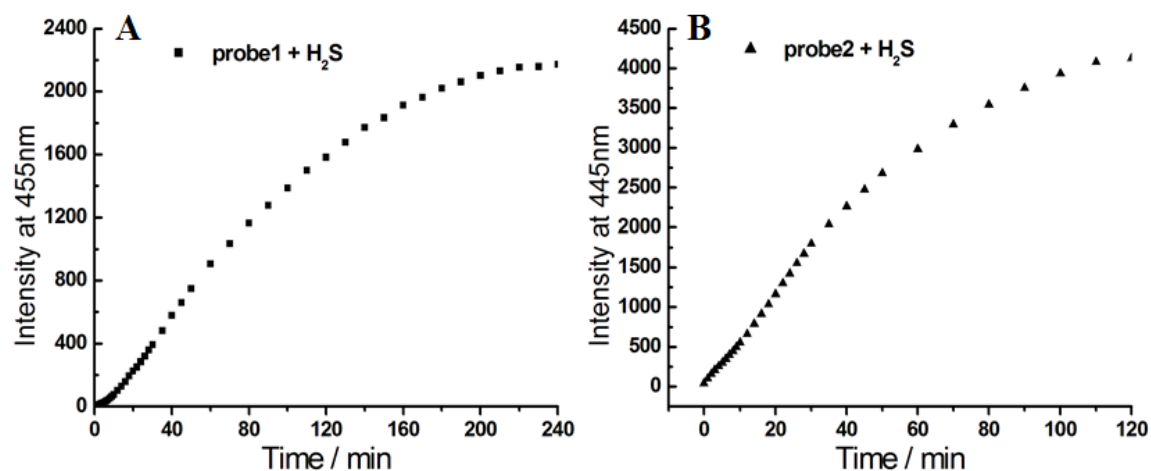 A
probe1 + H₂S
Intensity at 455nm
2400
2000
1600
1200
800
400
0
0 40 80 120 160 200 240
Time / min
B
probe2 + H₂S
Intensity at 445nm
4500
4000
3500
3000
2500
2000
1500
1000
500
0
0 20 40 60 80 100 120
Time / min